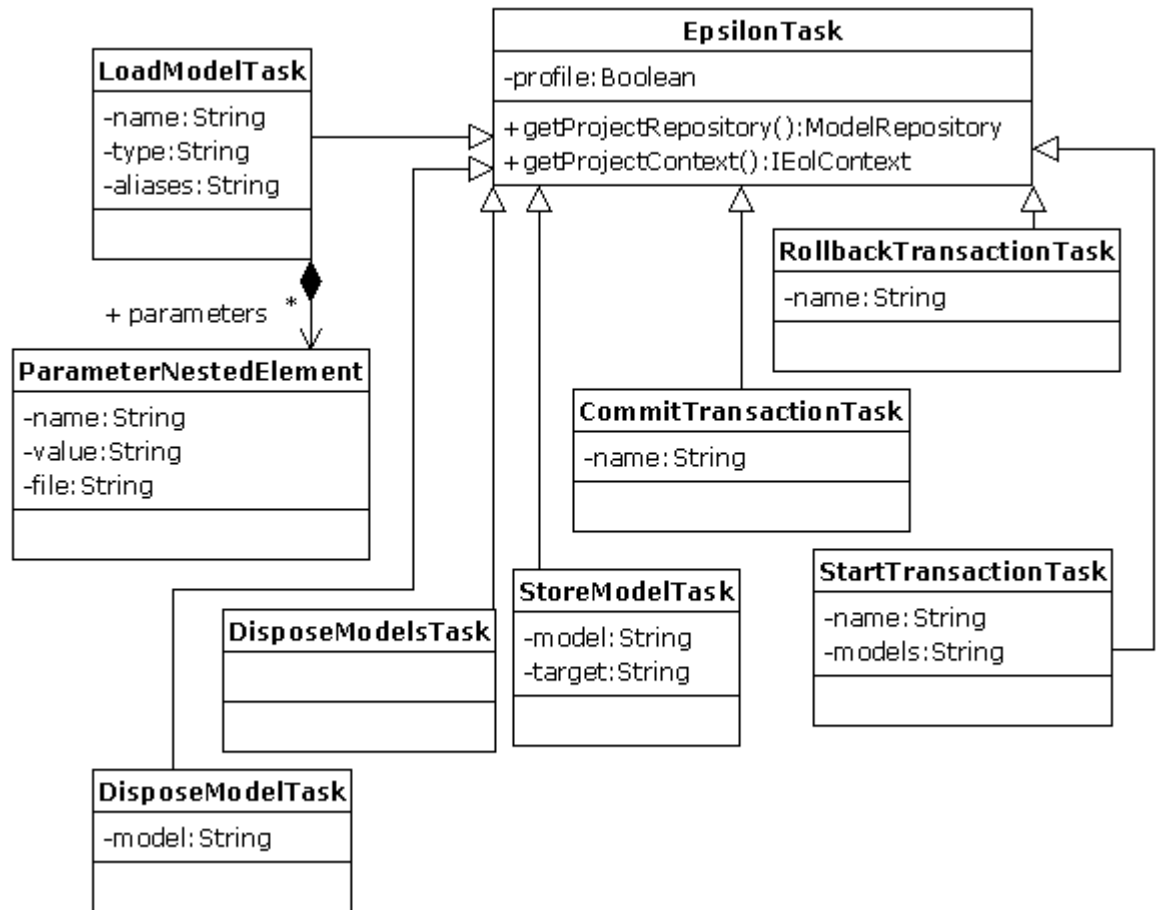 EpsilonTask
-profile:Boolean
+getProjectRepository():ModelRepository
+getProjectContext():IEolContext
LoadModelTask
-name:String
-type:String
-aliases:String
+ parameters
*
ParameterNestedElement
-name:String
-value:String
-file:String
RollbackTransactionTask
-name:String
CommitTransactionTask
-name:String
StartTransactionTask
-name:String
-models:String
StoreModelTask
-model:String
-target:String
DisposeModelsTask
DisposeModelTask
-model:String